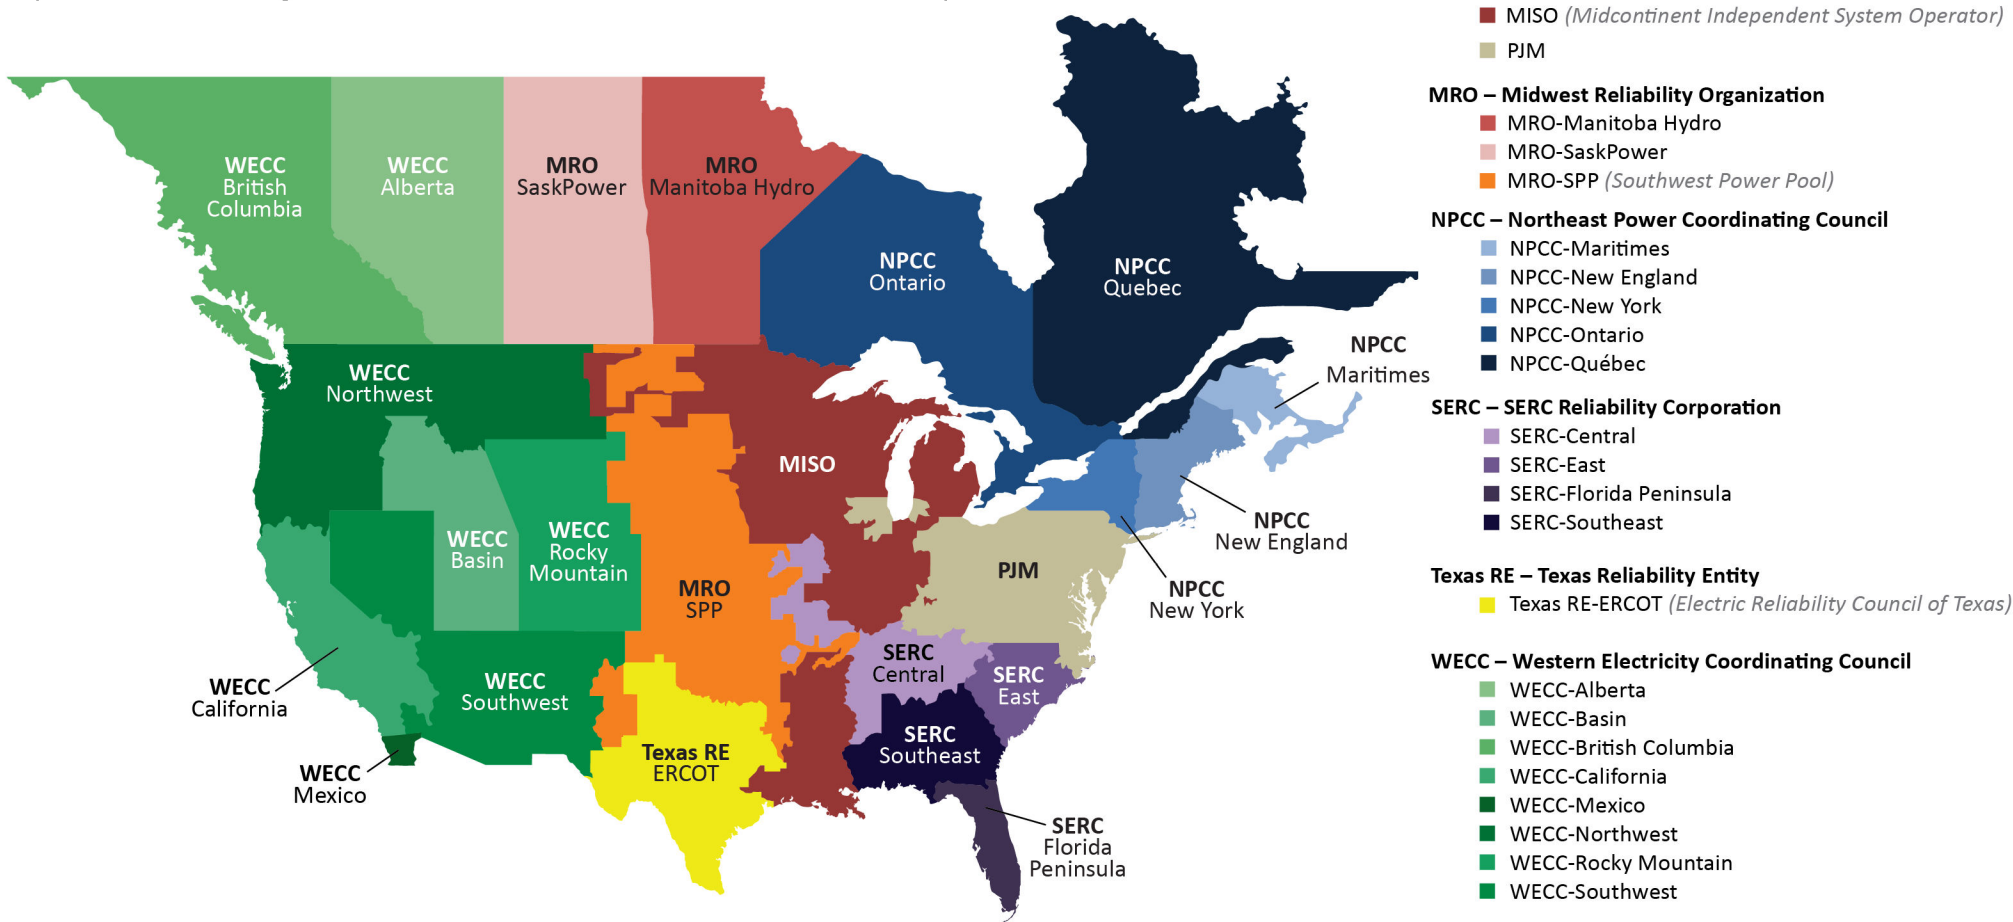 WECC
British
Columbia
WECC
Alberta
MRO
SaskPower
MRO
Manitoba Hydro
NPCC
Ontario
NPCC
Quebec
NPCC
Maritimes
WECC
Northwest
MISO
WECC
Basin
WECC
Rocky
Mountain
MRO
SPP
PJM
NPCC
New England
NPCC
New York
WECC
California
WECC
Southwest
SERC
Central
SERC
East
WECC
Mexico
Texas RE
ERCOT
SERC
Southeast
SERC
Florida
Peninsula
MISO (Midcontinent Independent System Operator)
PJM
MRO – Midwest Reliability Organization
MRO-Manitoba Hydro
MRO-SaskPower
MRO-SPP (Southwest Power Pool)
NPCC – Northeast Power Coordinating Council
NPCC-Maritimes
NPCC-New England
NPCC-New York
NPCC-Ontario
NPCC-Québec
SERC – SERC Reliability Corporation
SERC-Central
SERC-East
SERC-Florida Peninsula
SERC-Southeast
Texas RE – Texas Reliability Entity
Texas RE-ERCOT (Electric Reliability Council of Texas)
WECC – Western Electricity Coordinating Council
WECC-Alberta
WECC-Basin
WECC-British Columbia
WECC-California
WECC-Mexico
WECC-Northwest
WECC-Rocky Mountain
WECC-Southwest